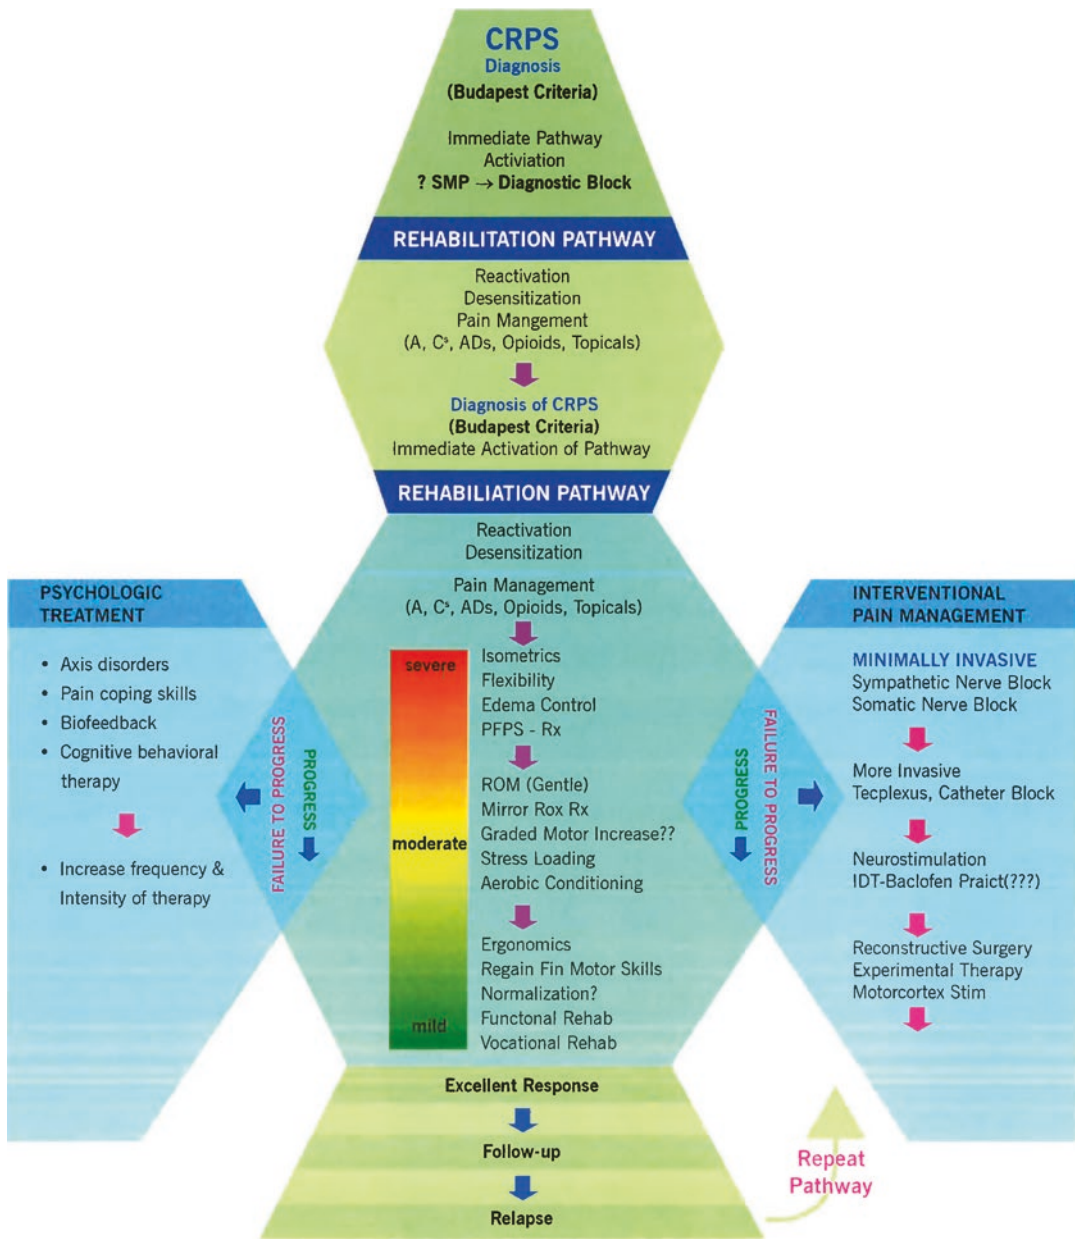 CRPS
Diagnosis
(Budapest Criteria)
Immediate Pathway
Activiation
? SMP → Diagnostic Block
REHABILITATION PATHWAY
Reactivation
Desensitization
Pain Mangement
(A, Cˢ, ADs, Opioids, Topicals)
Diagnosis of CRPS
(Budapest Criteria)
Immediate Activation of Pathway
REHABILIATION PATHWAY
Reactivation
Desensitization
Pain Management
(A, Cˢ, ADs, Opioids, Topicals)
severe
moderate
mild
Isometrics
Flexibility
Edema Control
PFPS - Rx
ROM (Gentle)
Mirror Rox Rx
Graded Motor Increase??
Stress Loading
Aerobic Conditioning
Ergonomics
Regain Fin Motor Skills
Normalization?
Functonal Rehab
Vocational Rehab
PSYCHOLOGIC
TREATMENT
• Axis disorders
• Pain coping skills
• Biofeedback
• Cognitive behavioral
therapy
• Increase frequency &
Intensity of therapy
FAILURE TO PROGRESS
PROGRESS
PROGRESS
FAILURE TO PROGRESS
INTERVENTIONAL
PAIN MANAGEMENT
MINIMALLY INVASIVE
Sympathetic Nerve Block
Somatic Nerve Block
More Invasive
Tecplexus, Catheter Block
Neurostimulation
IDT-Baclofen Praict(???)
Reconstructive Surgery
Experimental Therapy
Motorcortex Stim
Excellent Response
Follow-up
Relapse
Repeat
Pathway